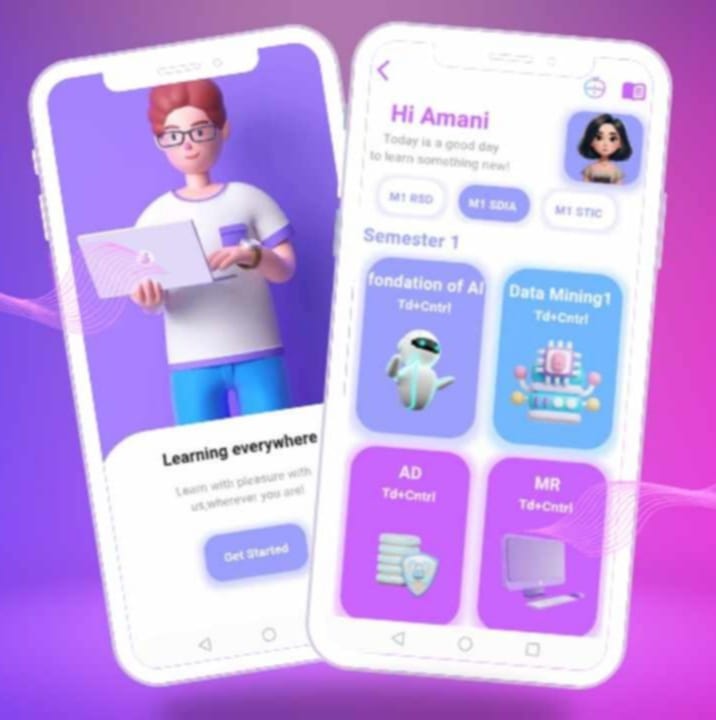 Learning everywhere
Learn with pleasure with
us,wherever you are!
Get Started
Hi Amani
Today is a good day
to learn something new!
M1 RSD
M1 SDIA
M1 STIC
Semester 1
fondation of AI
Td+Cntrl
Data Mining1
Td+Cntrl
AD
Td+Cntrl
MR
Td+Cntrl